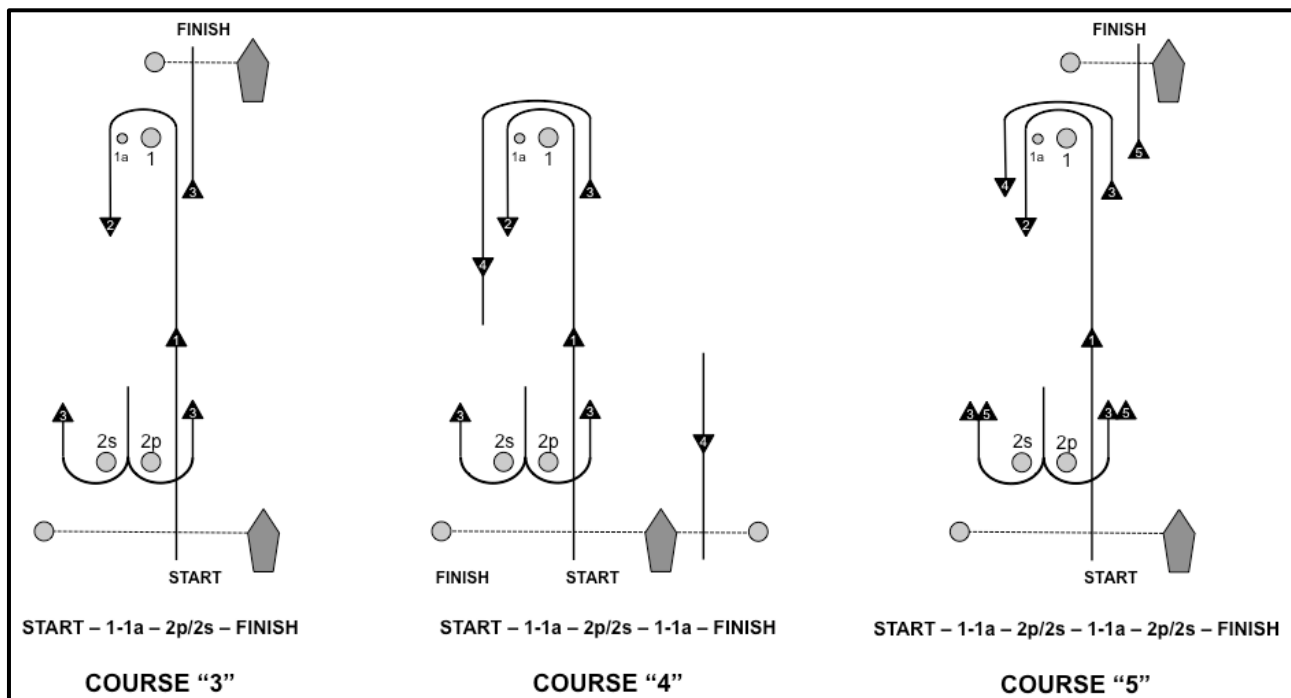 FINISH
1a
1
2
3
1
3
3
2s
2p
START
START – 1-1a – 2p/2s – FINISH
COURSE “3”
1a
1
2
3
4
1
3
3
2s
2p
4
FINISH
START
START – 1-1a – 2p/2s – 1-1a – FINISH
COURSE “4”
FINISH
1a
1
5
4
3
2
1
3 5
3 5
2s
2p
START
START – 1-1a – 2p/2s – 1-1a – 2p/2s – FINISH
COURSE “5”